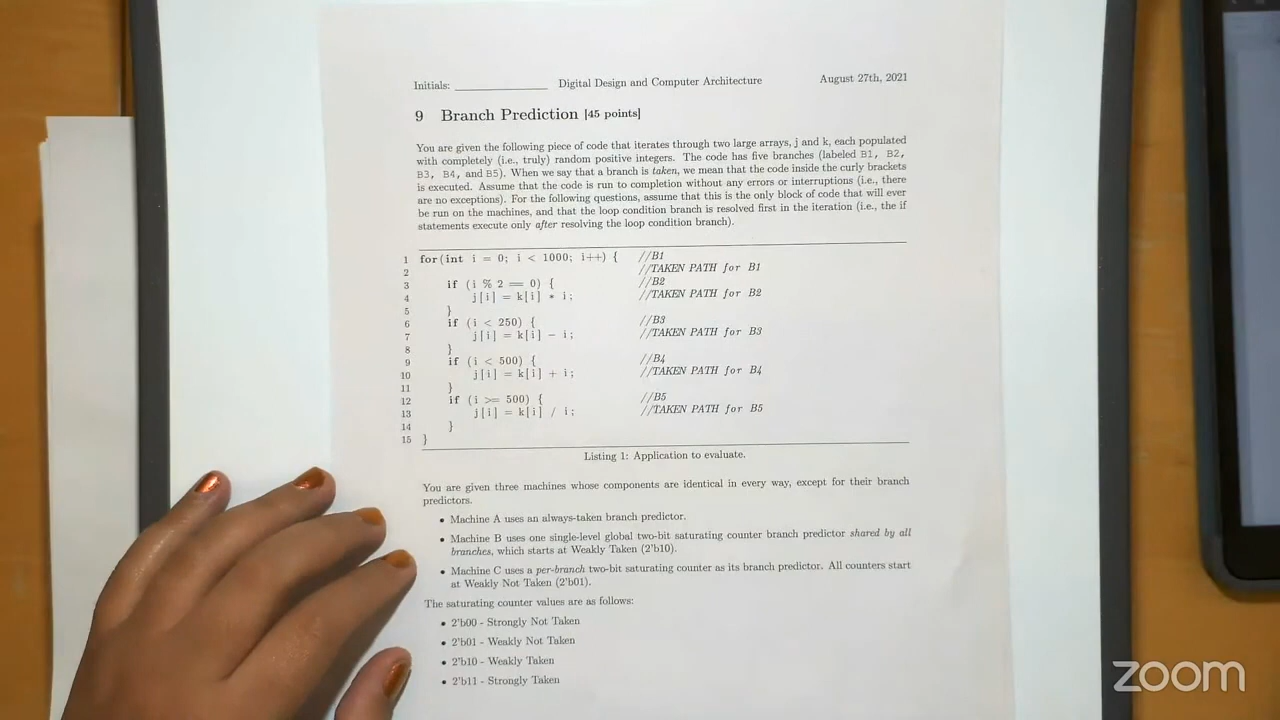 Initials: Digital Design and Computer Architecture August 27th, 2021
9 Branch Prediction [45 points]
You are given the following piece of code that iterates through two large arrays, j and k, each populated
with completely (i.e., truly) random positive integers. The code has five branches (labeled B1, B2,
B3, B4, and B5). When we say that a branch is taken, we mean that the code inside the curly brackets
is executed. Assume that the code is run to completion without any errors or interruptions (i.e., there
are no exceptions). For the following questions, assume that this is the only block of code that will ever
be run on the machines, and that the loop condition branch is resolved first in the iteration (i.e., the if
statements execute only after resolving the loop condition branch).
1 for(int i = 0; i < 1000; i++) { //B1
2 //TAKEN PATH for B1
3 if (i % 2 == 0) { //B2
4 j[i] = k[i] * i; //TAKEN PATH for B2
5 }
6 if (i < 250) { //B3
7 j[i] = k[i] - i; //TAKEN PATH for B3
8 }
9 if (i < 500) { //B4
10 j[i] = k[i] + i; //TAKEN PATH for B4
11 }
12 if (i >= 500) { //B5
13 j[i] = k[i] / i; //TAKEN PATH for B5
14 }
15 }
Listing 1: Application to evaluate.
You are given three machines whose components are identical in every way, except for their branch
predictors.
• Machine A uses an always-taken branch predictor.
• Machine B uses one single-level global two-bit saturating counter branch predictor shared by all
branches, which starts at Weakly Taken (2'b10).
• Machine C uses a per-branch two-bit saturating counter as its branch predictor. All counters start
at Weakly Not Taken (2'b01).
The saturating counter values are as follows:
• 2'b00 - Strongly Not Taken
• 2'b01 - Weakly Not Taken
• 2'b10 - Weakly Taken
• 2'b11 - Strongly Taken
zoom